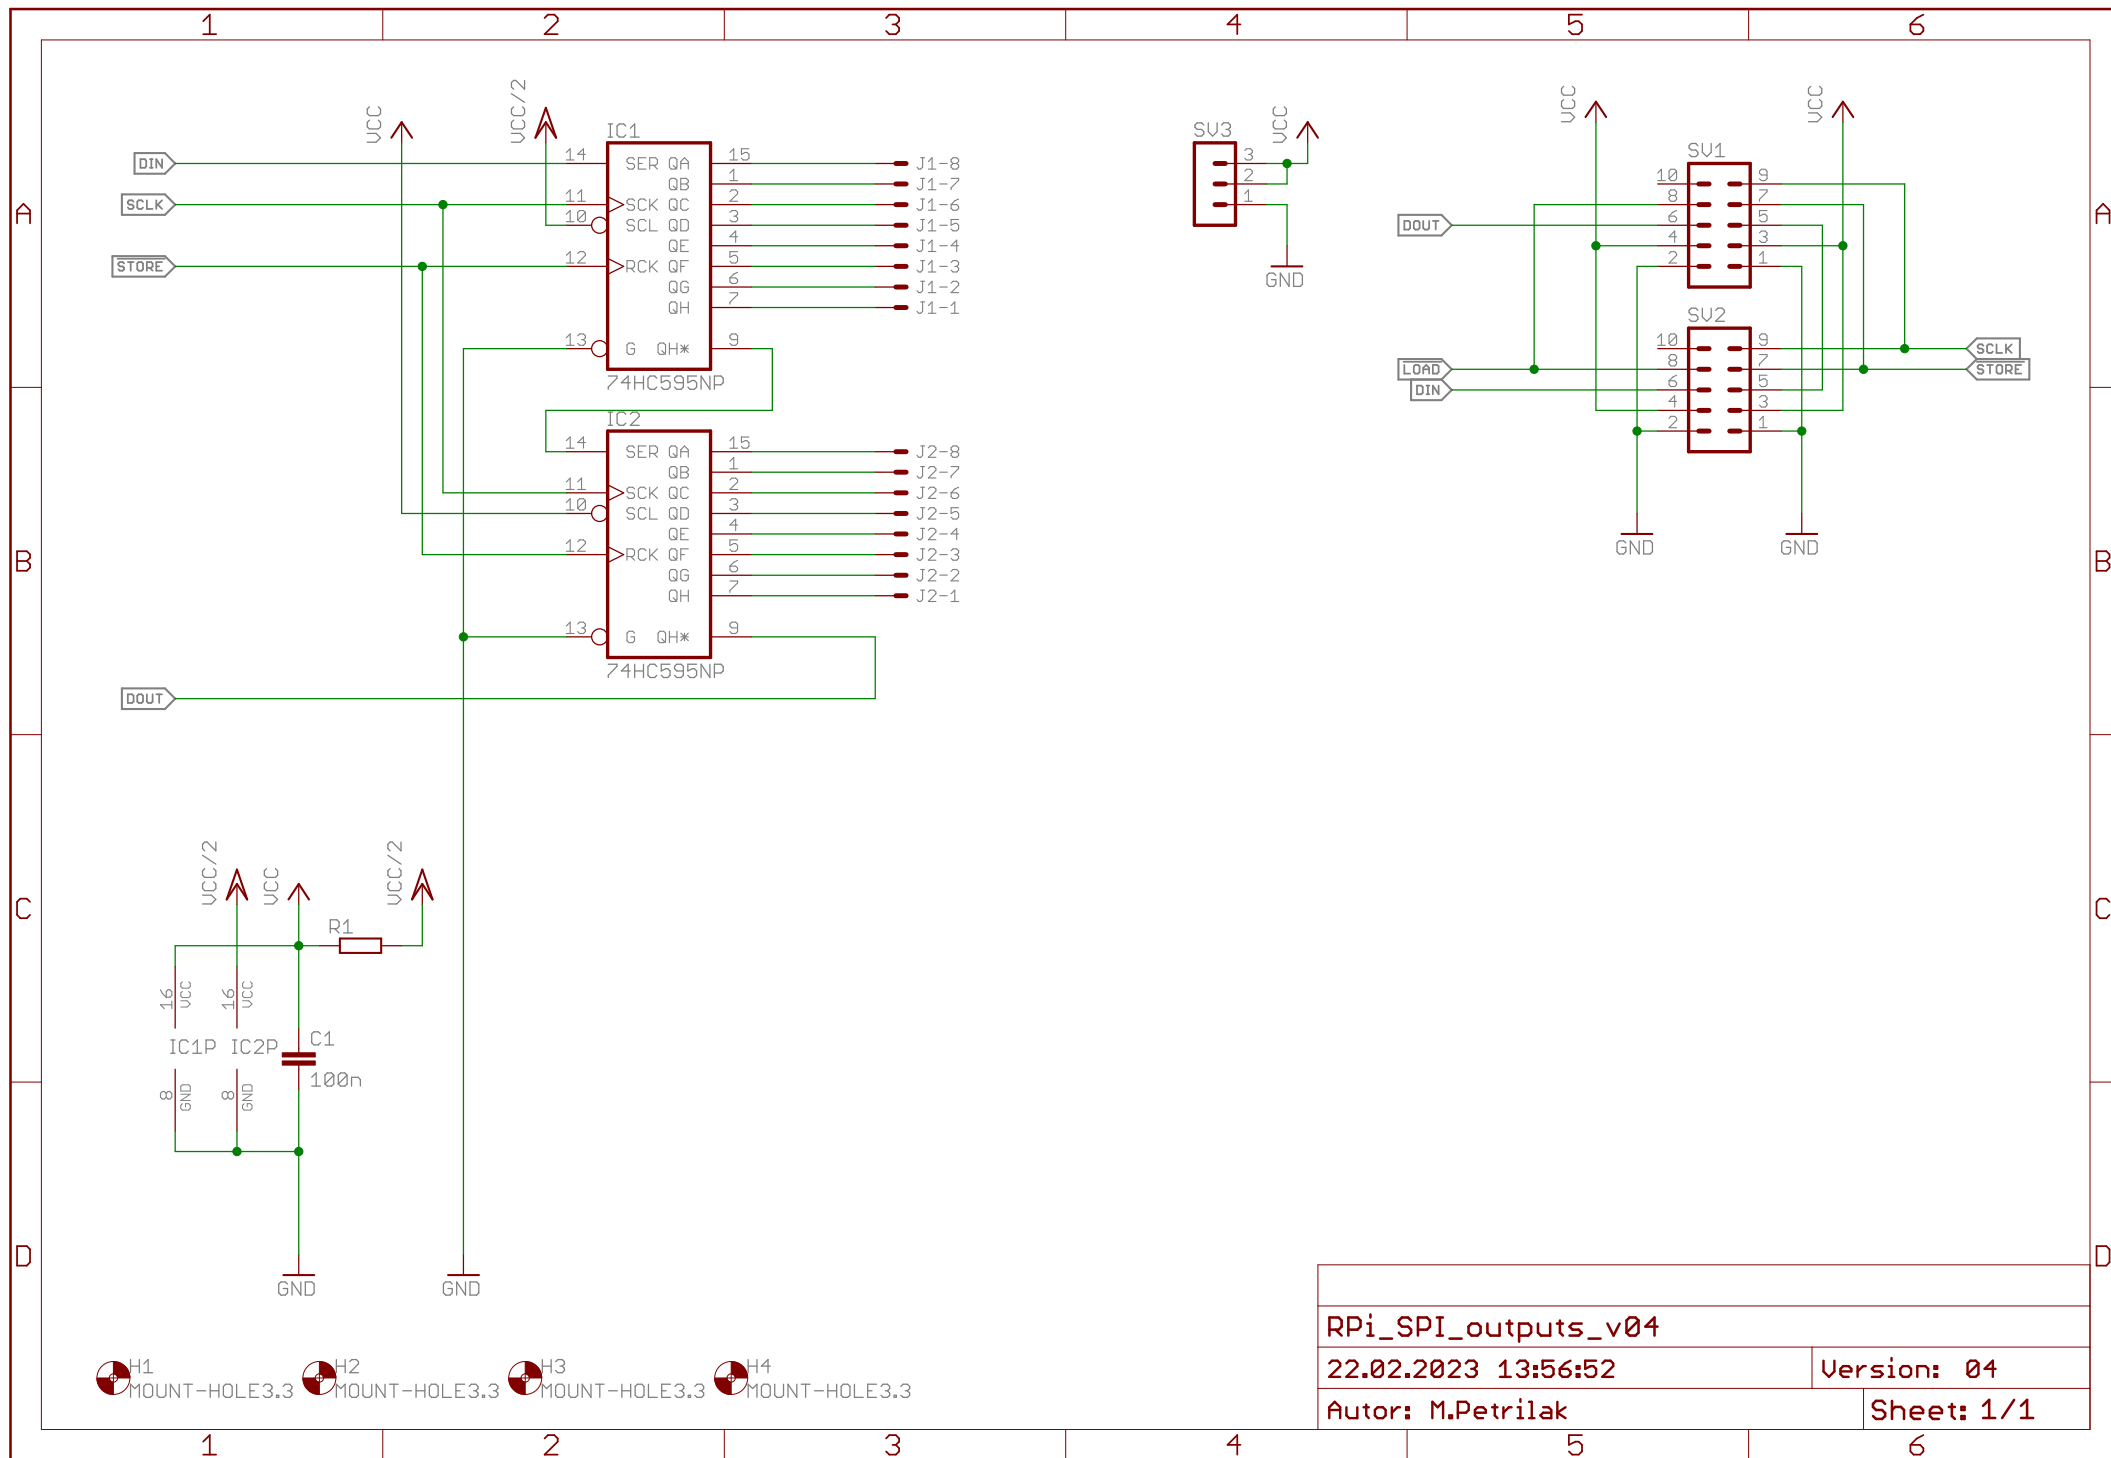 1 2 3 4 5 6
A A
B B
C C
D D
VCC
VCC/2
DIN
SCLK
STORE
IC1
14 SER QA 15 J1-8
QB 1 J1-7
11 SCK QC 2 J1-6
10 SCL QD 3 J1-5
QE 4 J1-4
12 RCK QF 5 J1-3
QG 6 J1-2
QH 7 J1-1
13 G QH* 9
74HC595NP
IC2
14 SER QA 15 J2-8
QB 1 J2-7
11 SCK QC 2 J2-6
10 SCL QD 3 J2-5
QE 4 J2-4
12 RCK QF 5 J2-3
QG 6 J2-2
QH 7 J2-1
13 G QH* 9
74HC595NP
DOUT
SV3
VCC
3
2
1
GND
VCC
VCC
SV1
10 9
8 7
DOUT 6 5
4 3
2 1
SV2
10 9 SCLK
LOAD 8 7 STORE
DIN 6 5
4 3
2 1
GND GND
VCC/2 VCC VCC/2
R1
16 VCC 16 VCC
IC1P IC2P C1
100n
8 GND 8 GND
GND GND
H1 H2 H3 H4
MOUNT-HOLE3.3 MOUNT-HOLE3.3 MOUNT-HOLE3.3 MOUNT-HOLE3.3
RPi_SPI_outputs_v04
22.02.2023 13:56:52 Version: 04
Autor: M.Petrilak Sheet: 1/1
1 2 3 4 5 6